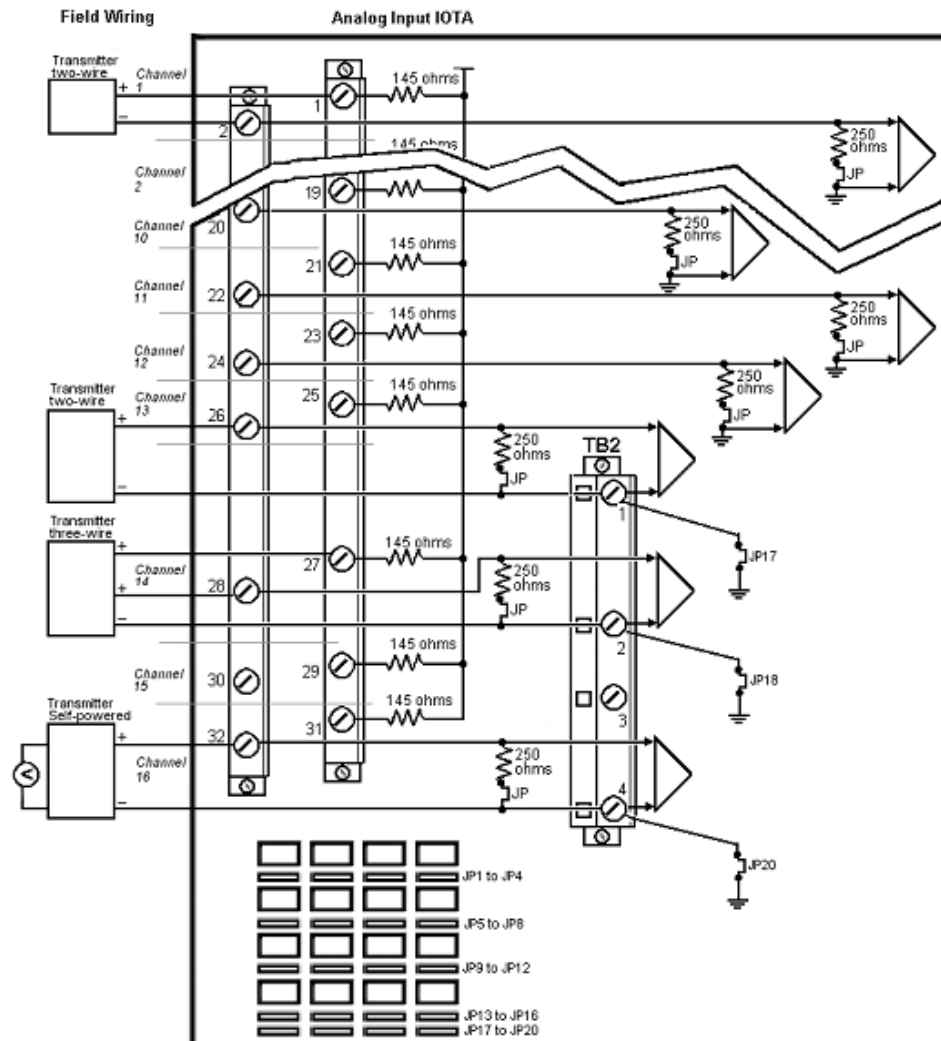 Field Wiring
Analog Input IOTA
Transmitter
two-wire
+
−
Channel
1
1
145 ohms
2
145 ohms
250
ohms
JP
Channel
2
19
20
Channel
10
250
ohms
JP
145 ohms
21
Channel
11
22
250
ohms
JP
145 ohms
23
Channel
12
24
250
ohms
JP
145 ohms
25
Transmitter
two-wire
+
−
Channel
13
26
250
ohms
JP
TB2
1
JP17
Transmitter
three-wire
+
+
−
Channel
14
145 ohms
27
28
250
ohms
JP
2
JP18
145 ohms
29
Channel
15
30
3
145 ohms
31
Transmitter
Self-powered
+
−
V
Channel
16
32
250
ohms
JP
4
JP20
JP1 to JP4
JP5 to JP8
JP9 to JP12
JP13 to JP16
JP17 to JP20